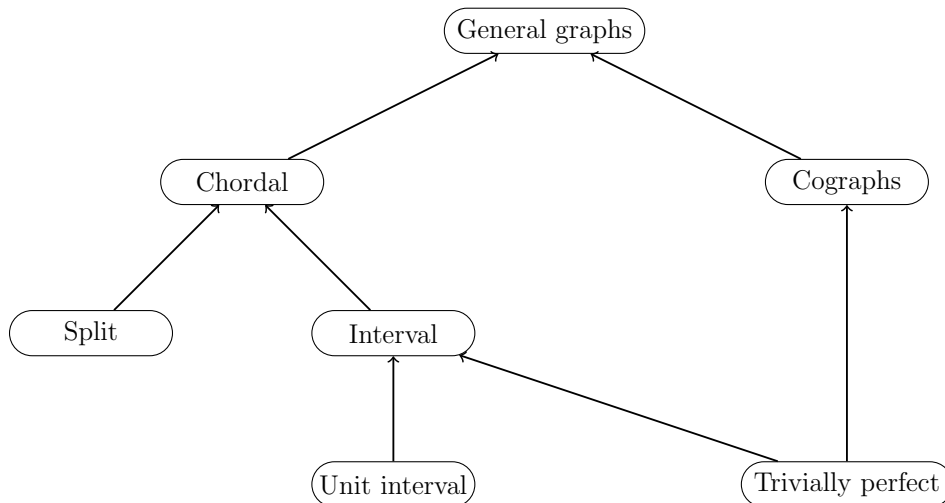 General graphs
Chordal
Cographs
Split
Interval
Unit interval
Trivially perfect